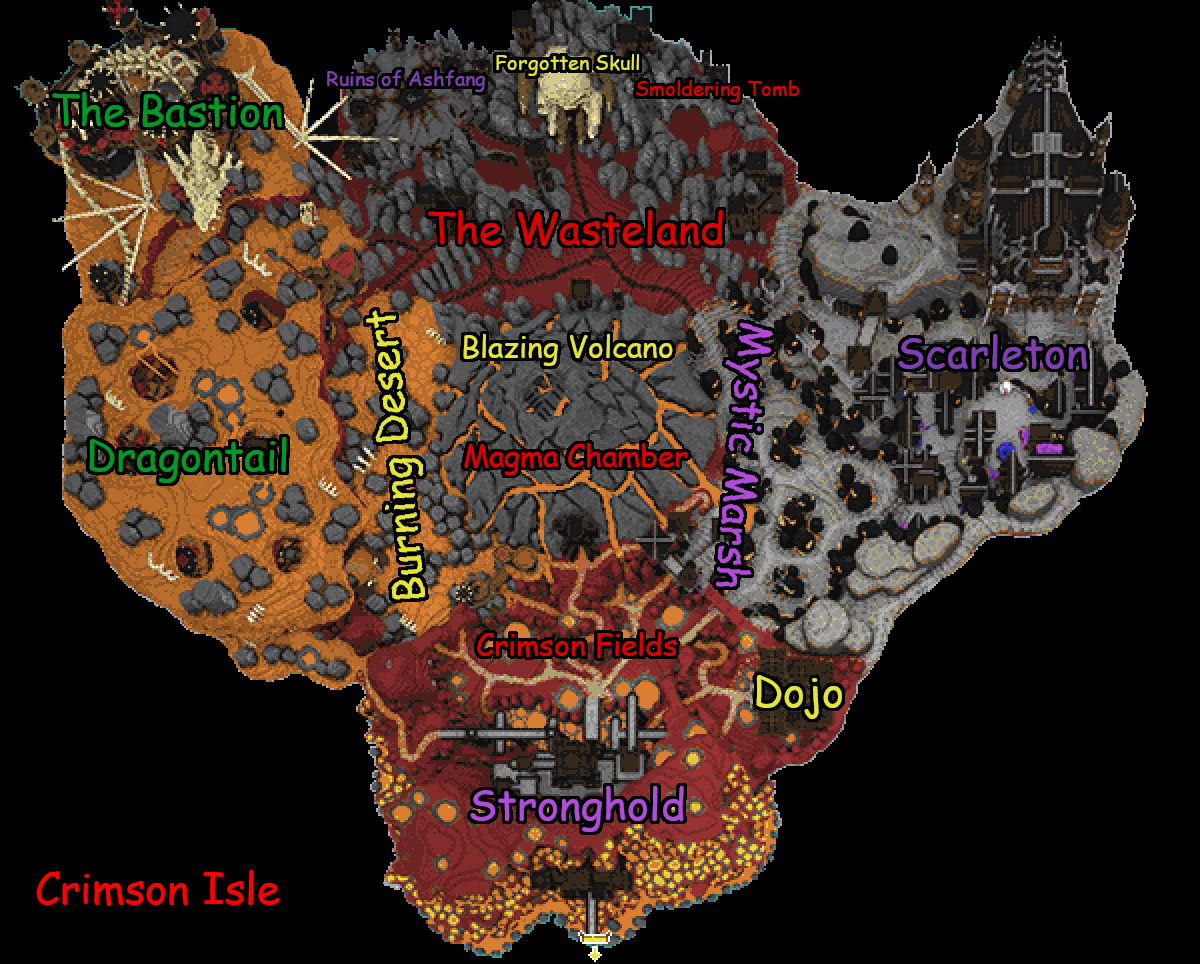 Forgotten Skull
Ruins of Ashfang
Smoldering Tomb
The Bastion
The Wasteland
Blazing Volcano
Scarleton
Burning Desert
Mystic Marsh
Dragontail
Magma Chamber
Crimson Fields
Dojo
Stronghold
Crimson Isle